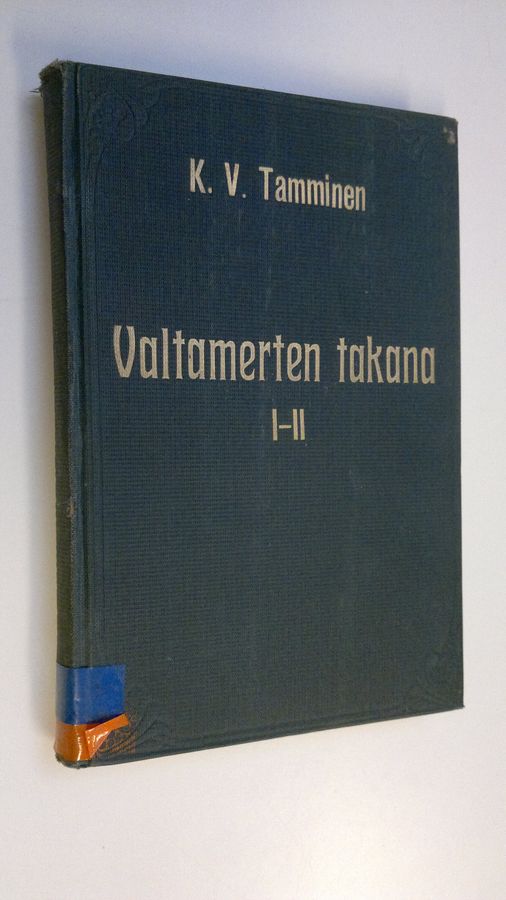 K. V. Tamminen
Valtamerten takana
I-II